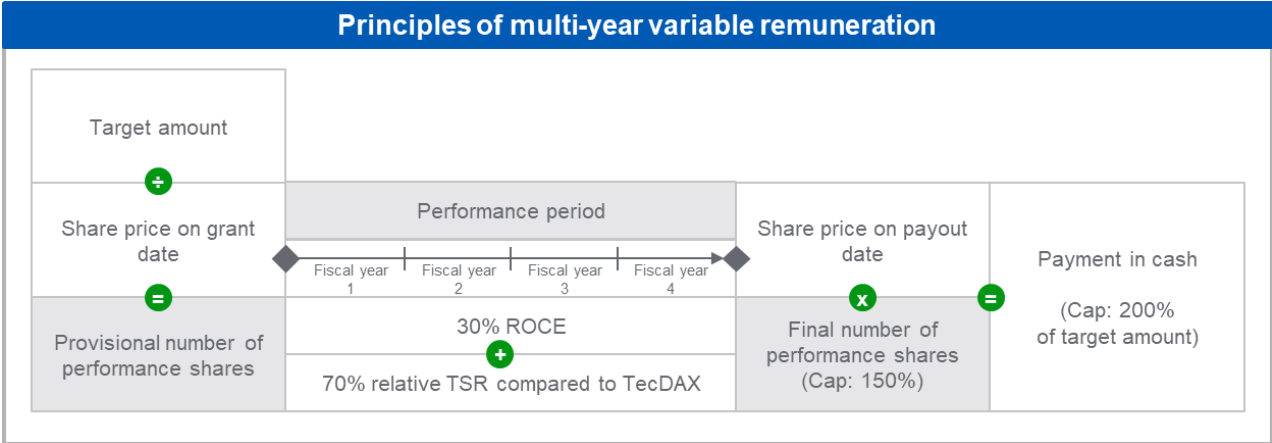 Principles of multi-year variable remuneration
Target amount
÷
Share price on grant
date
=
Provisional number of
performance shares
Performance period
Fiscal year
1
Fiscal year
2
Fiscal year
3
Fiscal year
4
30% ROCE
+
70% relative TSR compared to TecDAX
Share price on payout
date
x
Final number of
performance shares
(Cap: 150%)
=
Payment in cash
(Cap: 200%
of target amount)